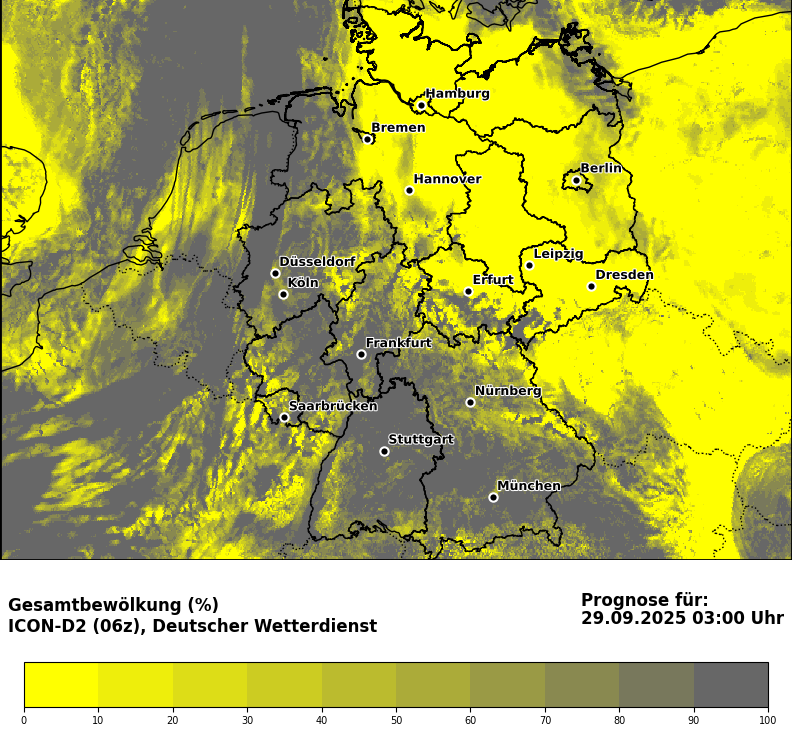 Hamburg
Bremen
Berlin
Hannover
Leipzig
Düsseldorf
Dresden
Erfurt
Köln
Frankfurt
Nürnberg
Saarbrücken
Stuttgart
München
Gesamtbewölkung (%)
ICON-D2 (06z), Deutscher Wetterdienst
Prognose für:
29.09.2025 03:00 Uhr
0 10 20 30 40 50 60 70 80 90 100